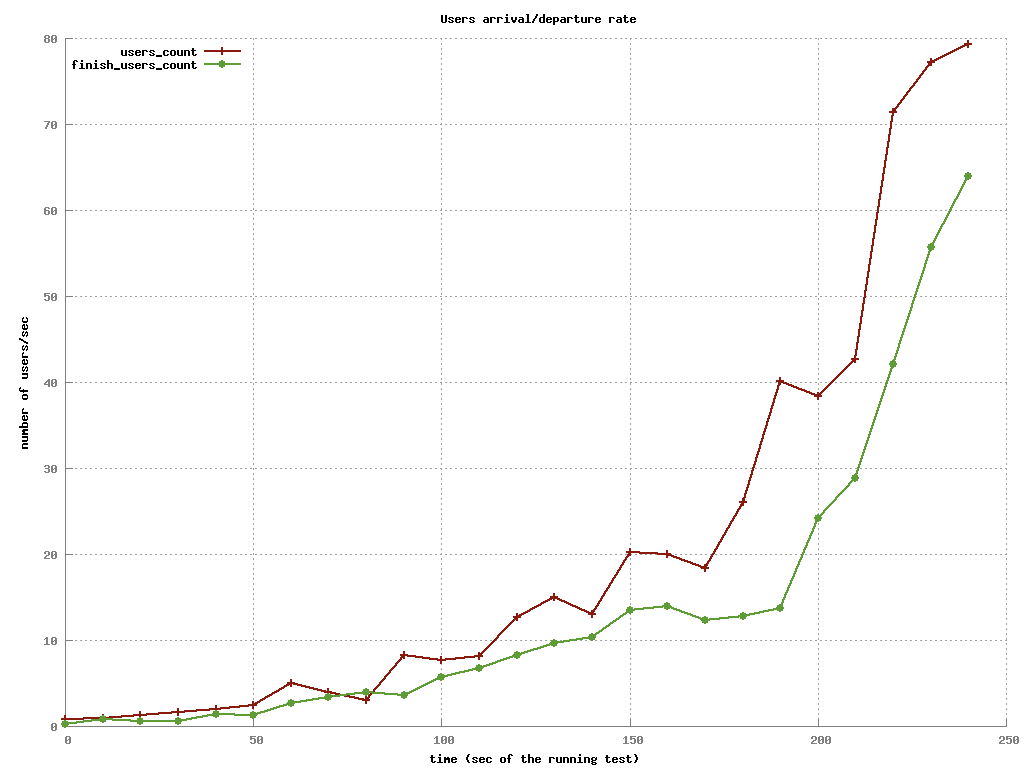 Users arrival/departure rate
users_count
finish_users_count
80
70
60
50
40
30
20
10
0
number of users/sec
0 50 100 150 200 250
time (sec of the running test)